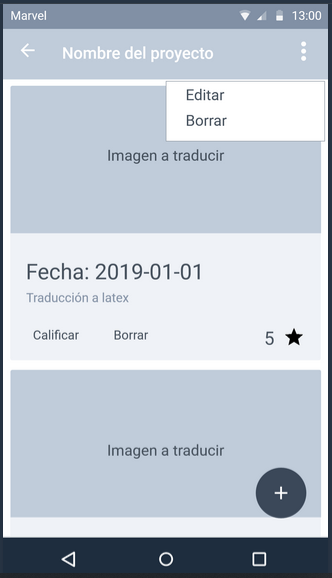 Marvel
13:00
Nombre del proyecto
Editar
Borrar
Imagen a traducir
Fecha: 2019-01-01
Traducción a latex
Calificar
Borrar
5
Imagen a traducir
+